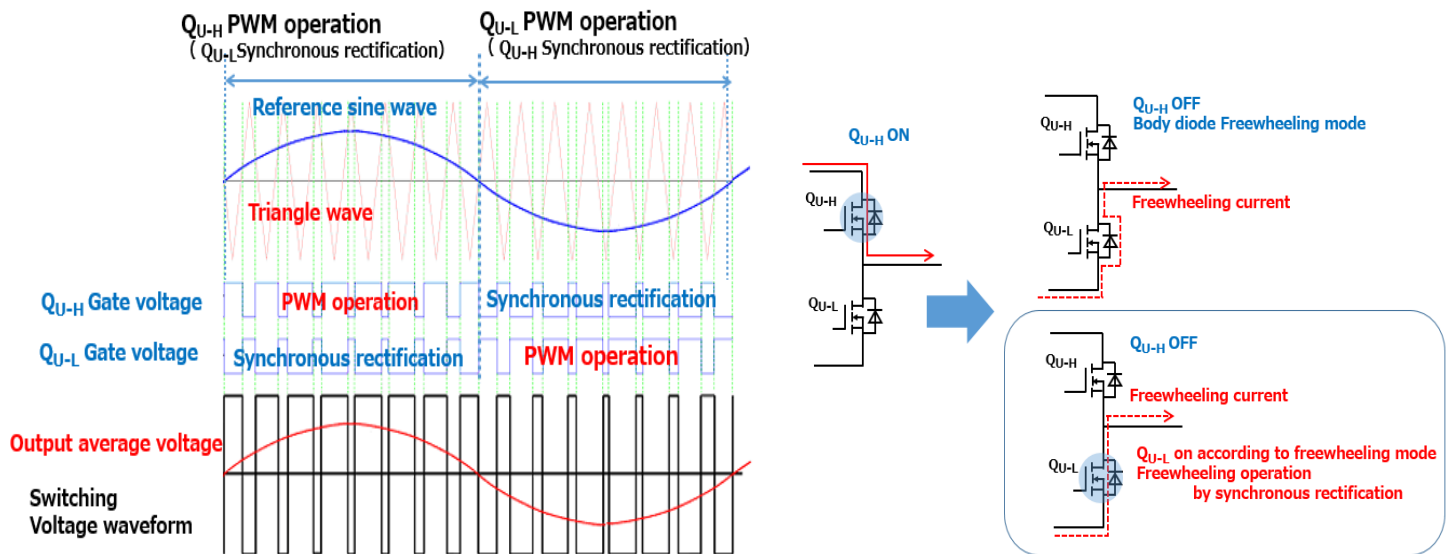 QU-H PWM operation
( QU-LSynchronous rectification)
QU-L PWM operation
( QU-H Synchronous rectification)
Reference sine wave
Triangle wave
QU-H Gate voltage
PWM operation
Synchronous rectification
QU-L Gate voltage
Synchronous rectification
PWM operation
Output average voltage
Switching
Voltage waveform
QU-H ON
QU-H
QU-L
QU-H OFF
Body diode Freewheeling mode
QU-H
Freewheeling current
QU-L
QU-H OFF
QU-H
Freewheeling current
QU-L on according to freewheeling mode
Freewheeling operation
by synchronous rectification
QU-L